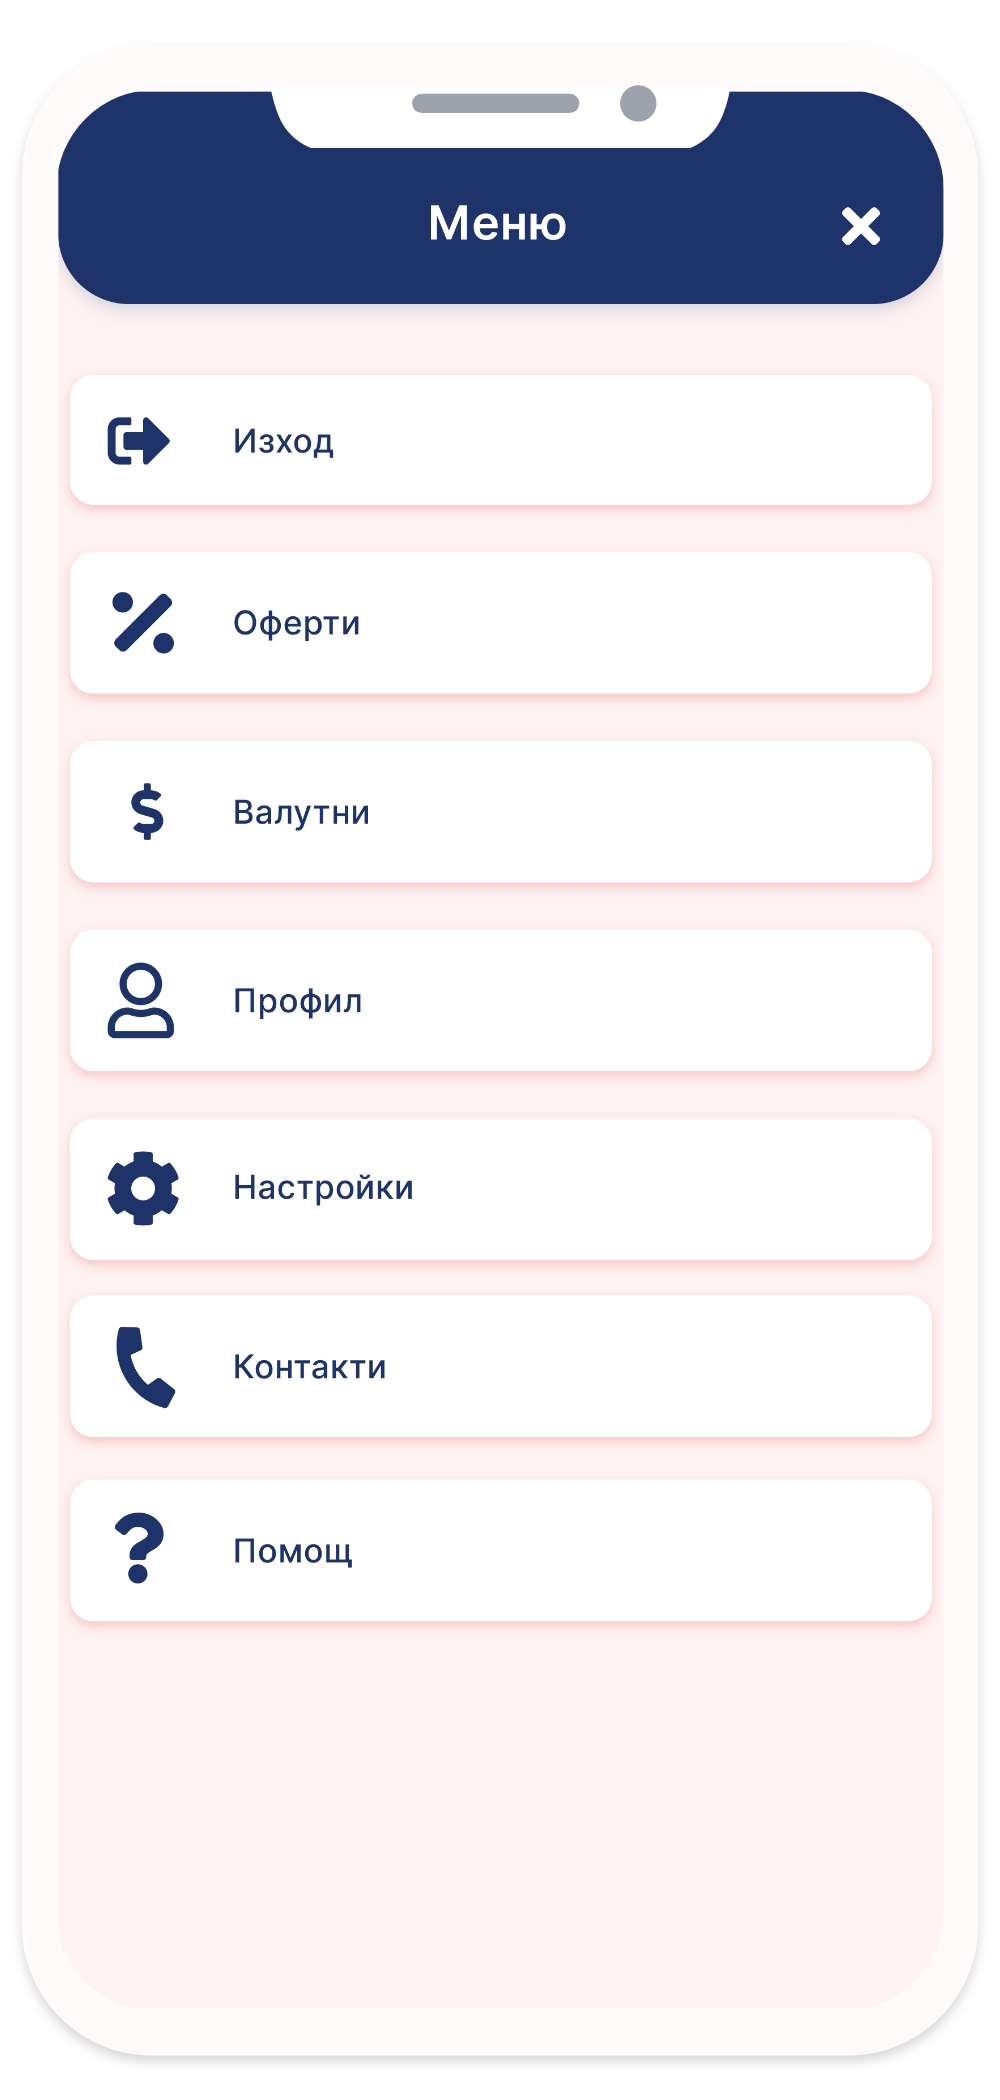 Меню
Изход
Оферти
Валутни
Профил
Настройки
Контакти
Помощ